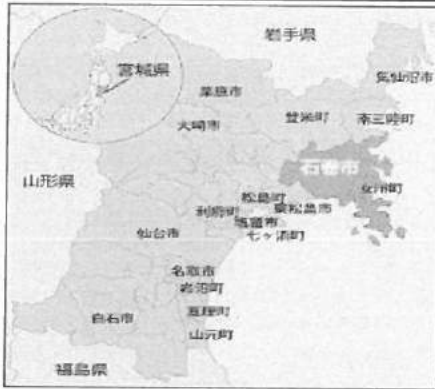 岩手県
宮城県
気仙沼市
栗原市
登米町
南三陸町
大崎市
石巻市
山形県
女川町
松島町
利府町
東松島市
塩竈市
仙台市
七ヶ浜町
名取市
岩沼町
白石市
亘理町
山元町
福島県